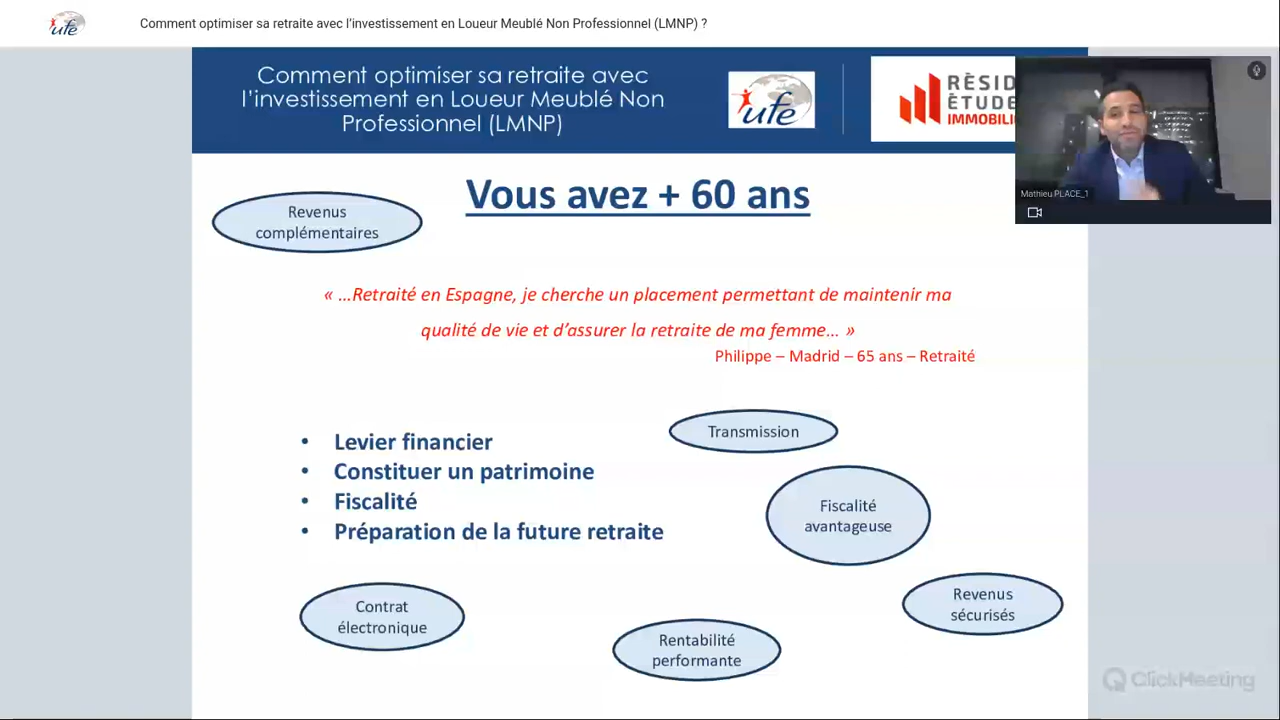 ufe
Comment optimiser sa retraite avec l'investissement en Loueur Meublé Non Professionnel (LMNP) ?
Comment optimiser sa retraite avec
l'investissement en Loueur Meublé Non
Professionnel (LMNP)
ufe
RÉSID
ÉTUDE
IMMOBILI
Mathieu PLACE_1
Vous avez + 60 ans
Revenus
complémentaires
« ...Retraité en Espagne, je cherche un placement permettant de maintenir ma
qualité de vie et d'assurer la retraite de ma femme... »
Philippe – Madrid – 65 ans – Retraité
• Levier financier
• Constituer un patrimoine
• Fiscalité
• Préparation de la future retraite
Transmission
Fiscalité
avantageuse
Revenus
sécurisés
Contrat
électronique
Rentabilité
performante
ClickMeeting